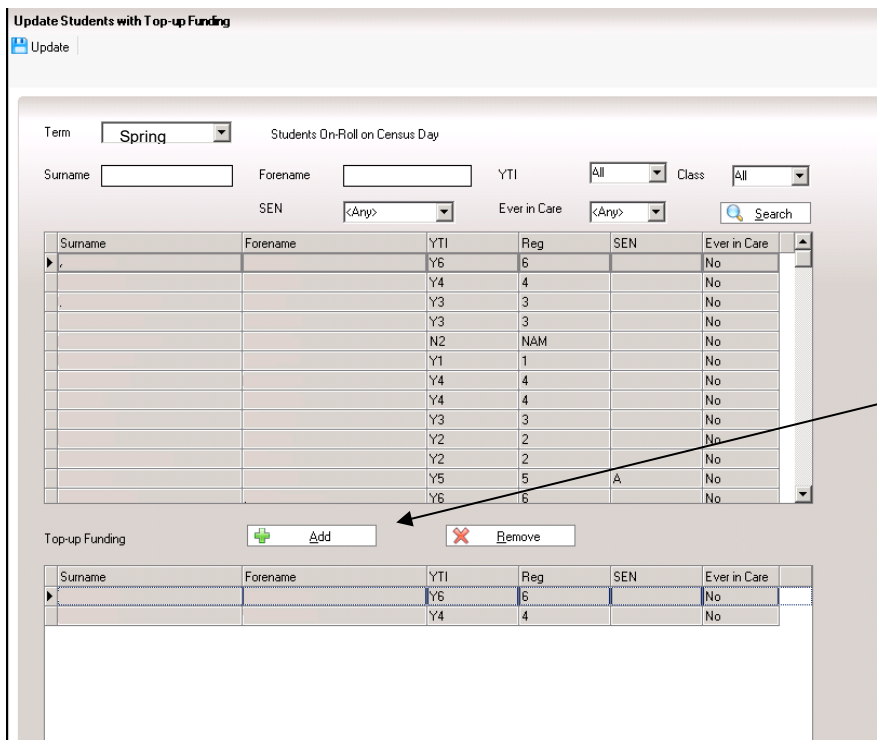 Update Students with Top-up Funding
Update
Term Spring Students On-Roll on Census Day
Surname Forename YTI All Class All
SEN <Any> Ever in Care <Any> Search
Surname Forename YTI Reg SEN Ever in Care
, Y6 6 No
Y4 4 No
. Y3 3 No
Y3 3 No
N2 NAM No
Y1 1 No
Y4 4 No
Y4 4 No
Y3 3 No
Y2 2 No
Y2 2 No
Y5 5 A No
Y6 6 No
Top-up Funding Add Remove
Surname Forename YTI Reg SEN Ever in Care
Y6 6 No
Y4 4 No